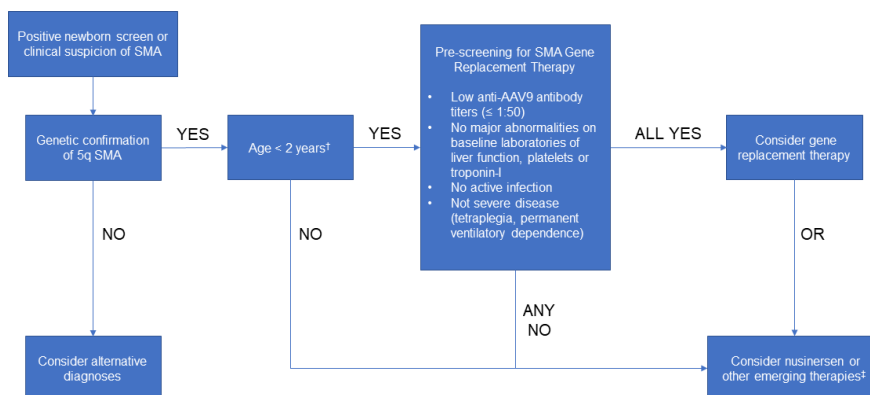 Positive newborn screen or
clinical suspicion of SMA
Genetic confirmation
of 5q SMA
YES
Age < 2 years†
YES
Pre-screening for SMA Gene
Replacement Therapy
• Low anti-AAV9 antibody
titers (≤ 1:50)
• No major abnormalities on
baseline laboratories of
liver function, platelets or
troponin-I
• No active infection
• Not severe disease
(tetraplegia, permanent
ventilatory dependence)
ALL YES
Consider gene
replacement therapy
NO
NO
ANY
NO
OR
Consider alternative
diagnoses
Consider nusinersen or
other emerging therapies‡